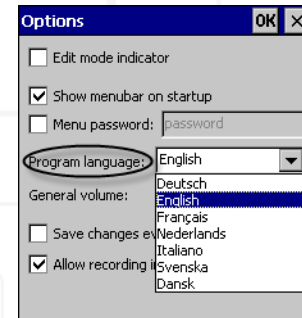 Options OK
Edit mode indicator
Show menubar on startup
Menu password: password
Program language: English
Deutsch
General volume: English
Français
Save changes ev Nederlands
Italiano
Allow recording i Svenska
Dansk